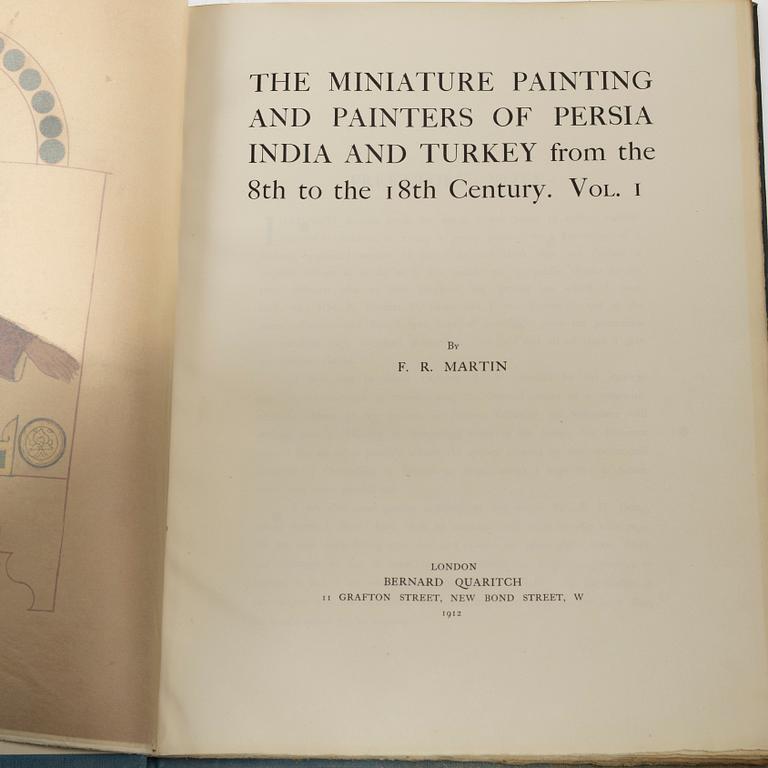 THE MINIATURE PAINTING
AND PAINTERS OF PERSIA
INDIA AND TURKEY from the
8th to the 18th Century. VOL. I
BY
F. R. MARTIN
LONDON
BERNARD QUARITCH
11 GRAFTON STREET, NEW BOND STREET, W
1912